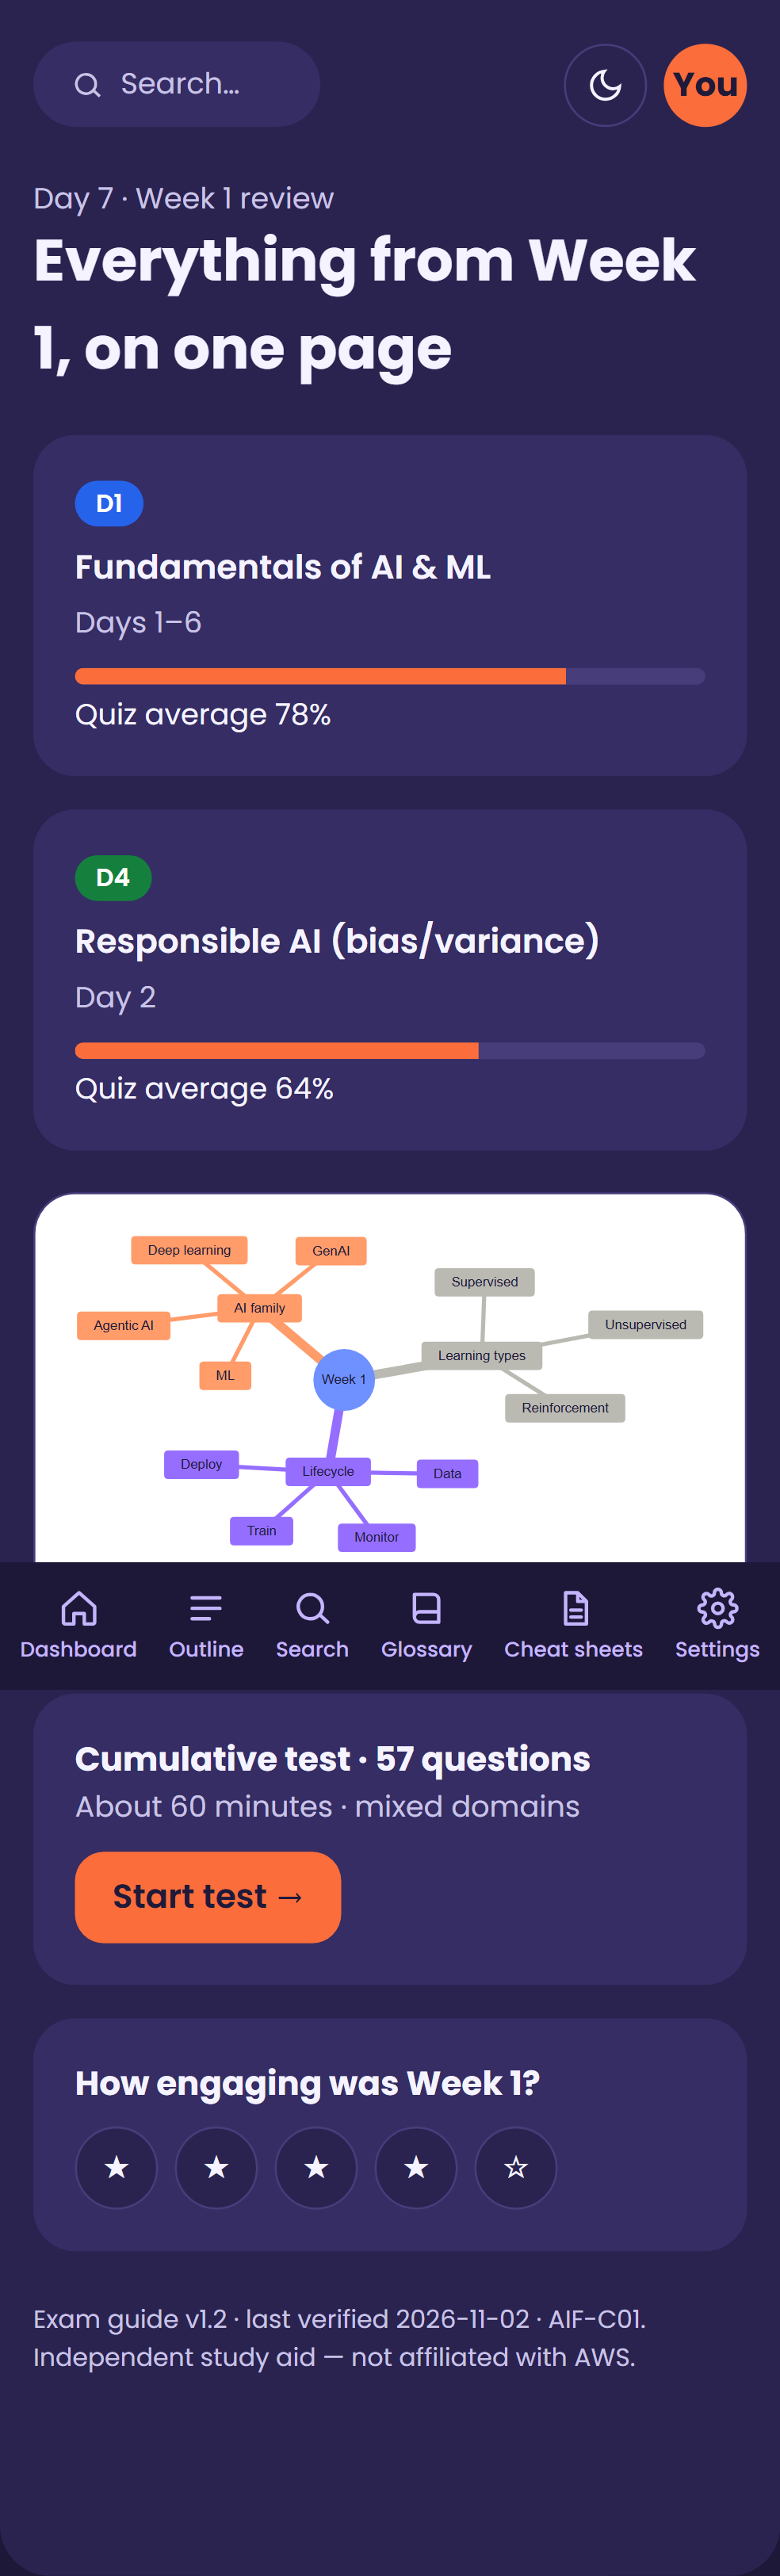 Search...
You
Day 7 · Week 1 review
Everything from Week
1, on one page
D1
Fundamentals of AI & ML
Days 1–6
Quiz average 78%
D4
Responsible AI (bias/variance)
Day 2
Quiz average 64%
Deep learning
GenAI
Supervised
AI family
Agentic AI
Unsupervised
Learning types
ML
Week 1
Reinforcement
Deploy
Lifecycle
Data
Train
Monitor
Dashboard
Outline
Search
Glossary
Cheat sheets
Settings
Cumulative test · 57 questions
About 60 minutes · mixed domains
Start test →
How engaging was Week 1?
★ ★ ★ ★ ☆
Exam guide v1.2 · last verified 2026-11-02 · AIF-C01.
Independent study aid — not affiliated with AWS.